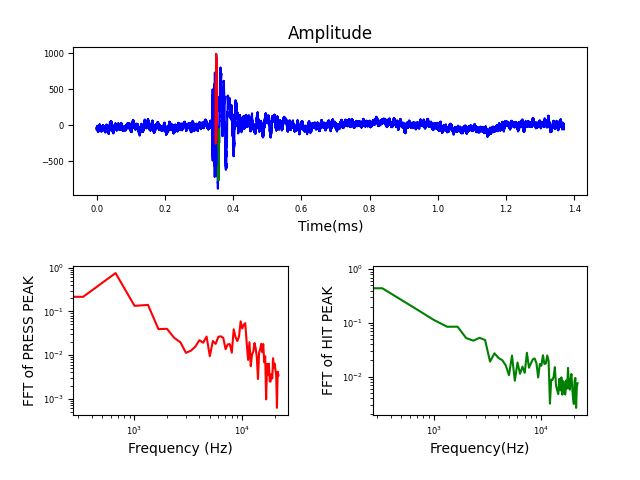 Amplitude
1000
500
0
−500
0.0 0.2 0.4 0.6 0.8 1.0 1.2 1.4
Time(ms)
FFT of PRESS PEAK
10⁰
10⁻¹
10⁻²
10⁻³
10³ 10⁴
Frequency (Hz)
FFT of HIT PEAK
10⁰
10⁻¹
10⁻²
10³ 10⁴
Frequency(Hz)